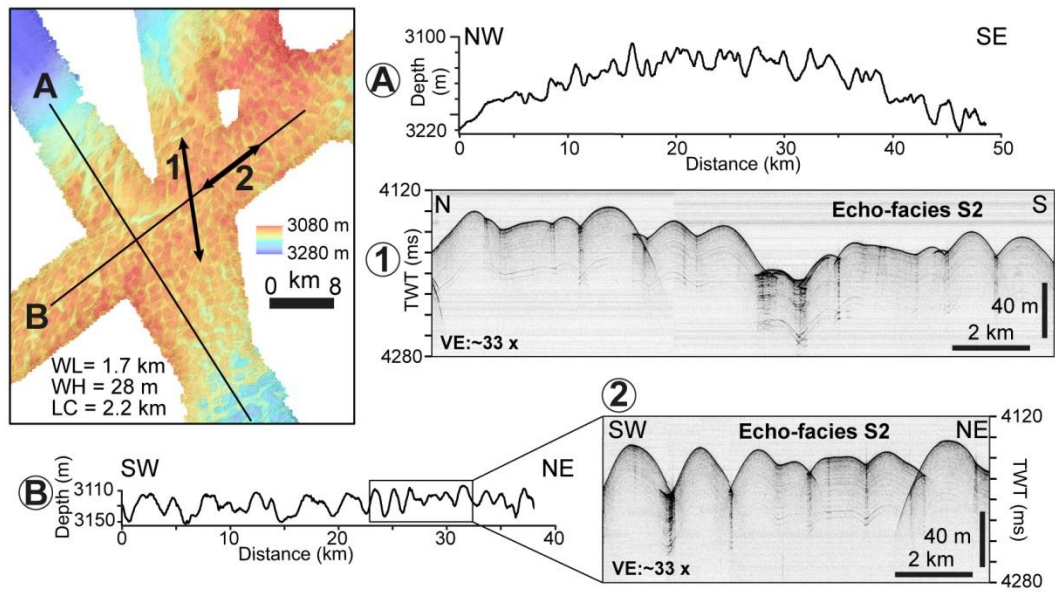 A
1
2
B
3080 m
3280 m
km
0 8
WL= 1.7 km
WH = 28 m
LC = 2.2 km
A
NW
SE
3100
Depth (m)
3220
0 10 20 30 40 50
Distance (km)
1
4120
TWT (ms)
4280
N
Echo-facies S2
S
40 m
2 km
VE:~33 x
B
SW
NE
Depth (m)
3110
3150
0 10 20 30 40
Distance (km)
2
SW
Echo-facies S2
NE
4120
TWT (ms)
4280
40 m
2 km
VE:~33 x